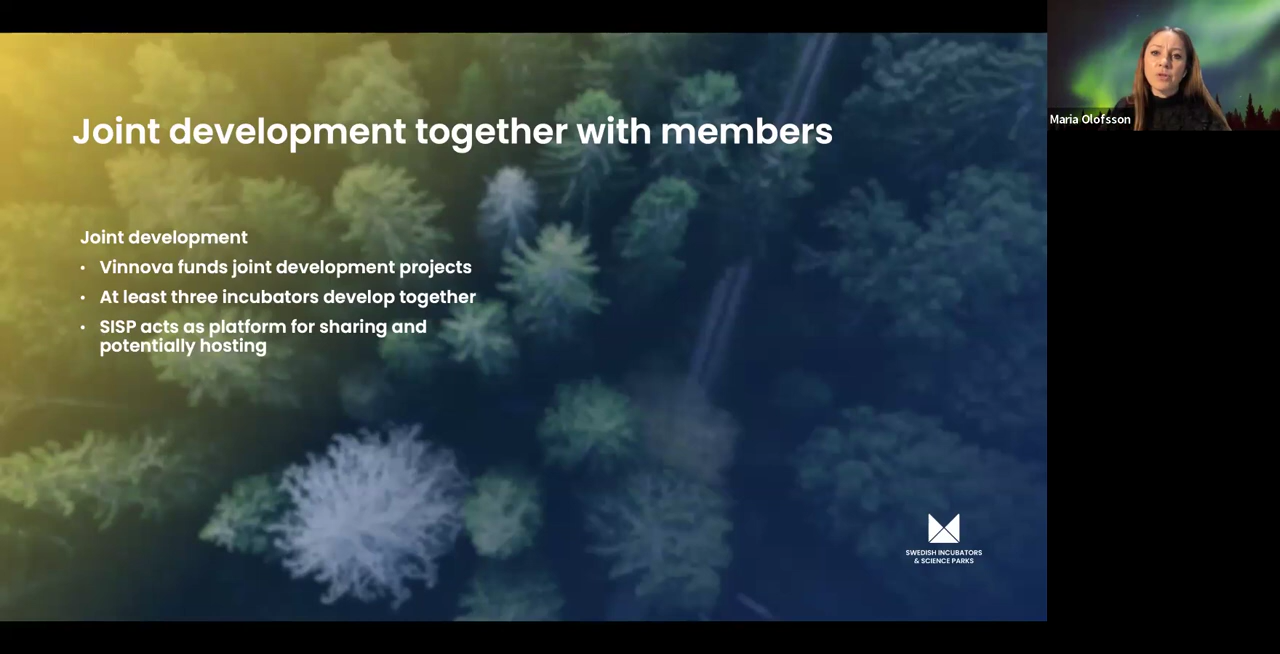 Joint development together with members
Maria Olofsson
Joint development
• Vinnova funds joint development projects
• At least three incubators develop together
• SISP acts as platform for sharing and
potentially hosting
SWEDISH INCUBATORS
& SCIENCE PARKS